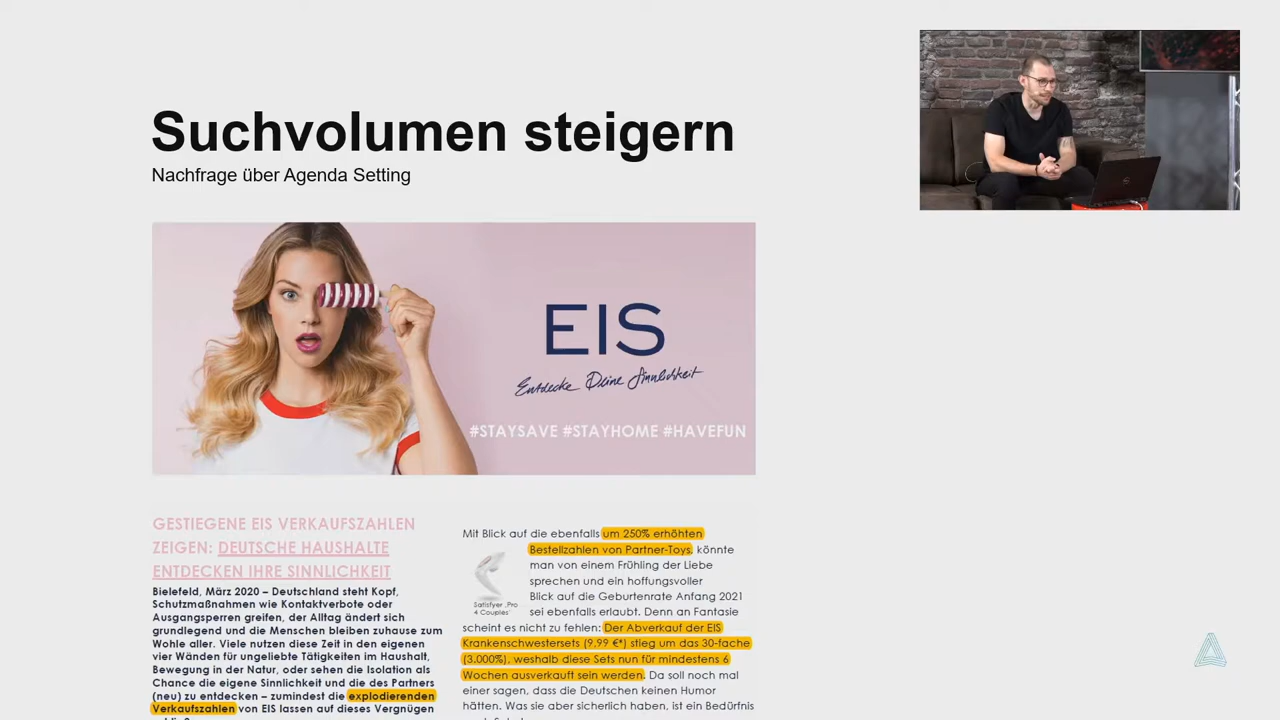 Suchvolumen steigern
Nachfrage über Agenda Setting
EIS
Entdecke Deine Sinnlichkeit
#STAYSAVE #STAYHOME #HAVEFUN
GESTIEGENE EIS VERKAUFSZAHLEN
ZEIGEN: DEUTSCHE HAUSHALTE
ENTDECKEN IHRE SINNLICHKEIT
Bielefeld, März 2020 – Deutschland steht Kopf,
Schutzmaßnahmen wie Kontaktverbote oder
Ausgangsperren greifen, der Alltag ändert sich
grundlegend und die Menschen bleiben zuhause zum
Wohle aller. Viele nutzen diese Zeit in den eigenen
vier Wänden für ungeliebte Tätigkeiten im Haushalt,
Bewegung in der Natur, oder sehen die Isolation als
Chance die eigene Sinnlichkeit und die des Partners
(neu) zu entdecken – zumindest die explodierenden
Verkaufszahlen von EIS lassen auf dieses Vergnügen
Mit Blick auf die ebenfalls um 250% erhöhten
Bestellzahlen von Partner-Toys, könnte
man von einem Frühling der Liebe
sprechen und ein hoffnungsvoller
Blick auf die Geburtenrate Anfang 2021
sei ebenfalls erlaubt. Denn an Fantasie
Satisfyer „Pro
4 Couples"
scheint es nicht zu fehlen: Der Abverkauf der EIS
Krankenschwestersets (9.99 €*) stieg um das 30-fache
(3.000%), weshalb diese Sets nun für mindestens 6
Wochen ausverkauft sein werden. Da soll noch mal
einer sagen, dass die Deutschen keinen Humor
hätten. Was sie aber sicherlich haben, ist ein Bedürfnis